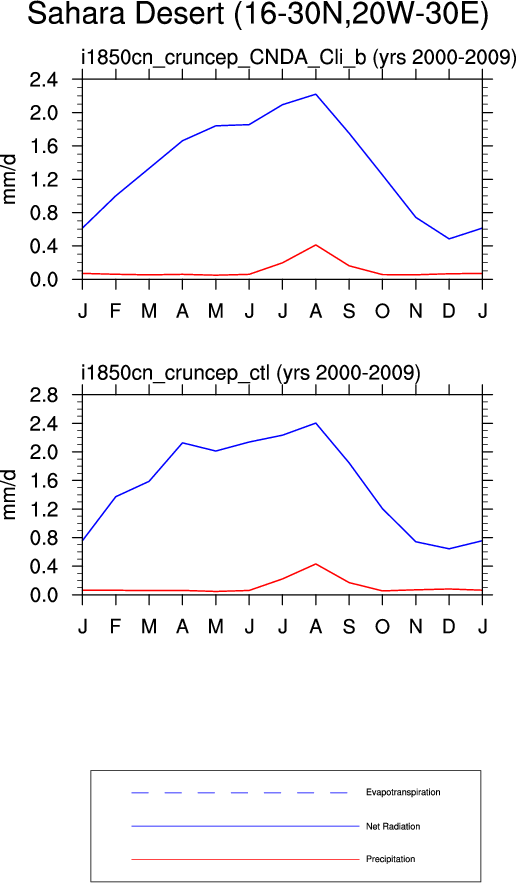 Sahara Desert (16-30N,20W-30E)
i1850cn_cruncep_CNDA_Cli_b (yrs 2000-2009)
2.4
2.0
1.6
1.2
0.8
0.4
0.0
mm/d
J F M A M J J A S O N D J
i1850cn_cruncep_ctl (yrs 2000-2009)
2.8
2.4
2.0
1.6
1.2
0.8
0.4
0.0
mm/d
J F M A M J J A S O N D J
Evapotranspiration
Net Radiation
Precipitation